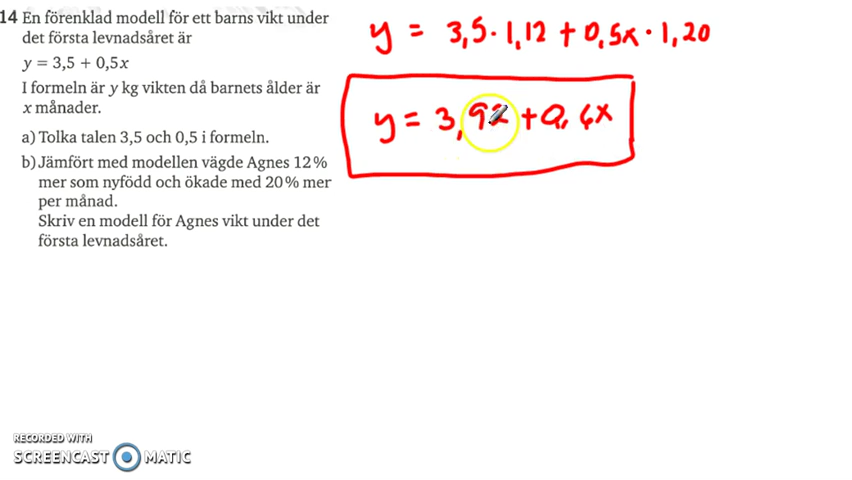 14 En förenklad modell för ett barns vikt under
det första levnadsåret är
y = 3,5 + 0,5x
I formeln är y kg vikten då barnets ålder är
x månader.
a) Tolka talen 3,5 och 0,5 i formeln.
b) Jämfört med modellen vägde Agnes 12 %
mer som nyfödd och ökade med 20 % mer
per månad.
Skriv en modell för Agnes vikt under det
första levnadsåret.
y = 3,5 · 1,12 + 0,5x · 1,20
y = 3,92 + 0,6x
RECORDED WITH
SCREENCAST MATIC